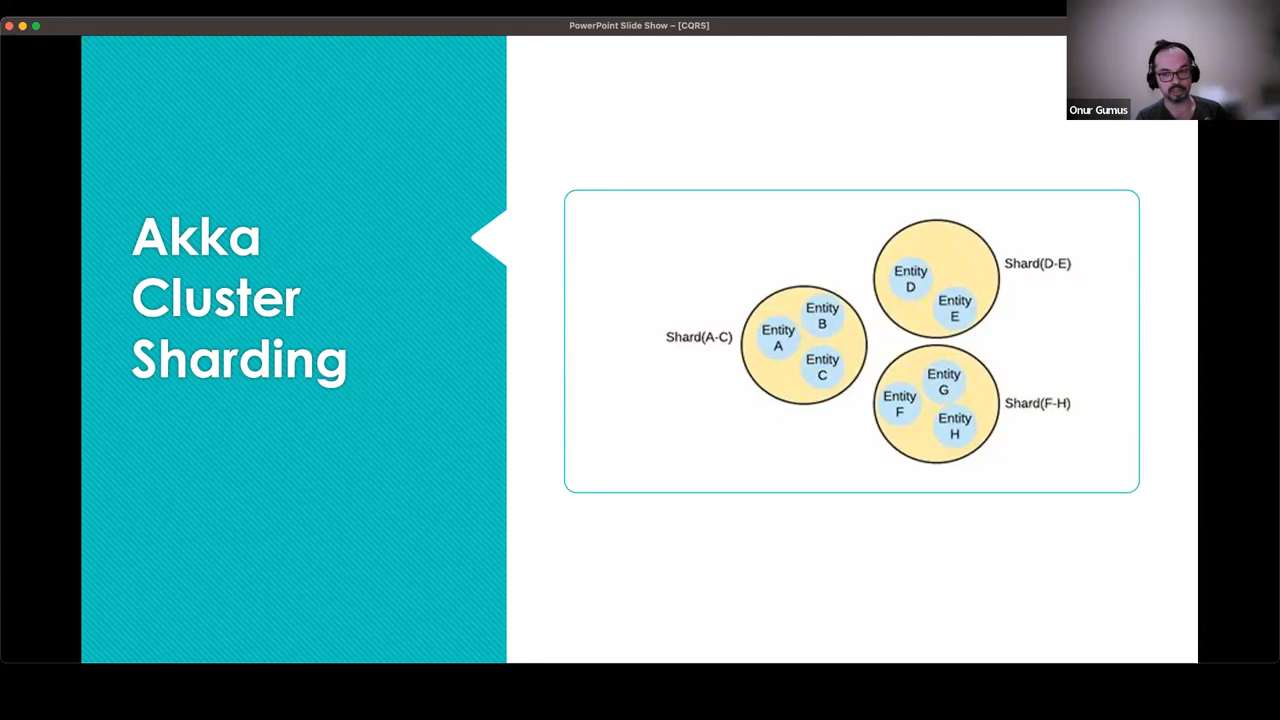 PowerPoint Slide Show – [CQRS]
Onur Gumus
Akka
Cluster
Sharding
Shard(A-C)
Entity
A
Entity
B
Entity
C
Shard(D-E)
Entity
D
Entity
E
Shard(F-H)
Entity
F
Entity
G
Entity
H